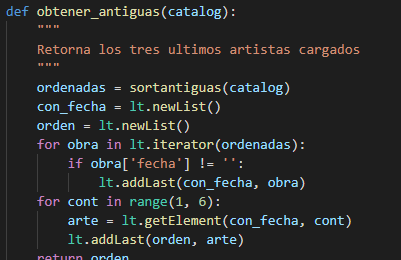 def obtener_antiguas(catalog):
"""
Retorna los tres ultimos artistas cargados
"""
ordenadas = sortantiguas(catalog)
con_fecha = lt.newList()
orden = lt.newList()
for obra in lt.iterator(ordenadas):
if obra['fecha'] != '':
lt.addLast(con_fecha, obra)
for cont in range(1, 6):
arte = lt.getElement(con_fecha, cont)
lt.addLast(orden, arte)
return orden